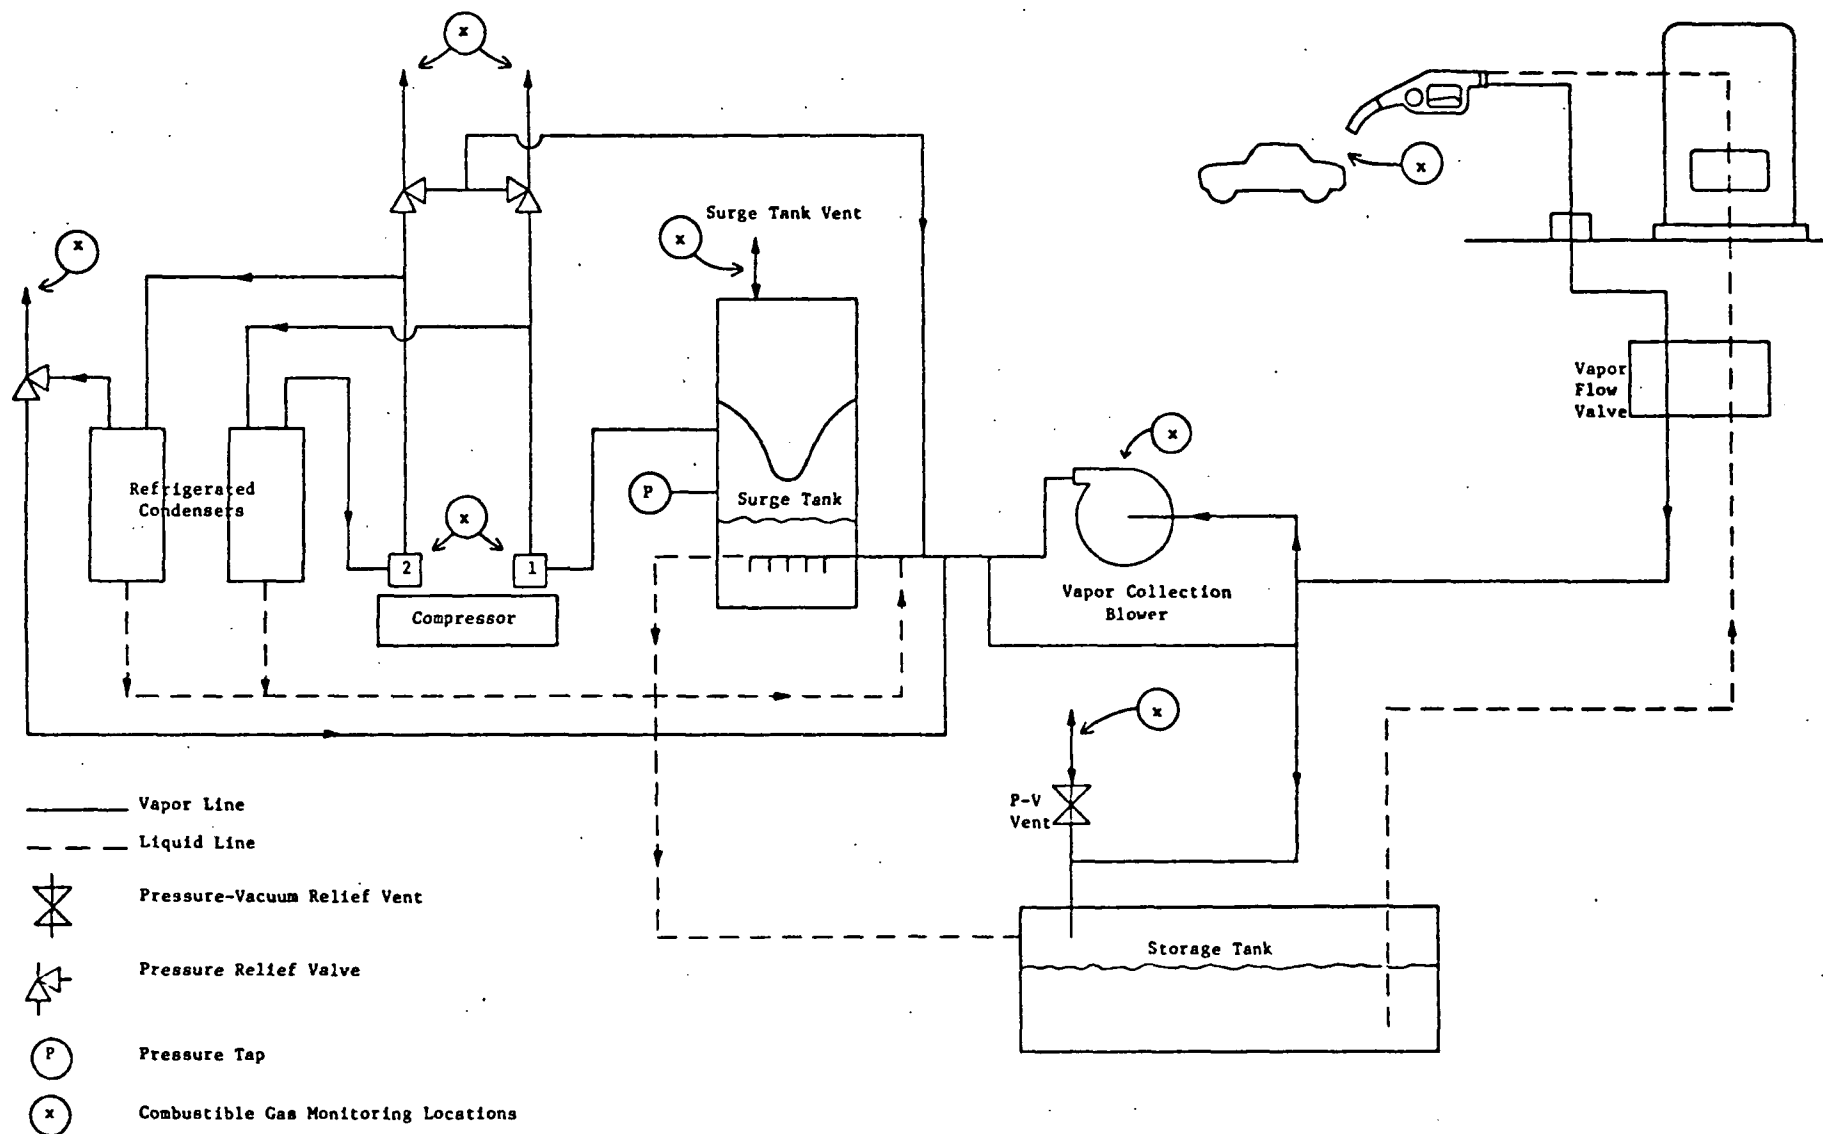 x
x
x
Surge Tank Vent
x
x
Vapor
Flow
Valve
x
Refrigerated
Condensers
P
Surge Tank
x
2
1
Compressor
Vapor Collection
Blower
x
P-V
Vent
Storage Tank
Vapor Line
Liquid Line
Pressure-Vacuum Relief Vent
Pressure Relief Valve
P
Pressure Tap
x
Combustible Gas Monitoring Locations